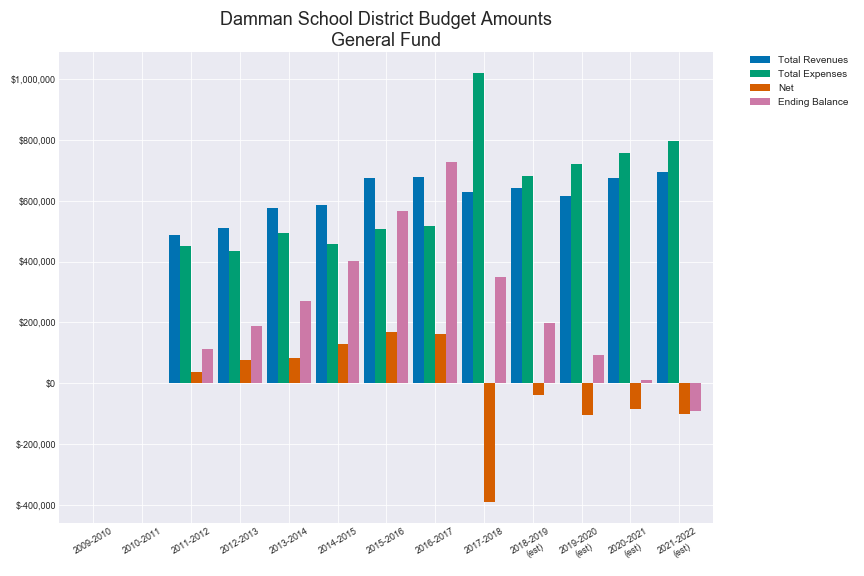 Damman School District Budget Amounts
General Fund
Total Revenues
Total Expenses
Net
Ending Balance
$1,000,000
$800,000
$600,000
$400,000
$200,000
$0
$-200,000
$-400,000
2009-2010
2010-2011
2011-2012
2012-2013
2013-2014
2014-2015
2015-2016
2016-2017
2017-2018
2018-2019
(est)
2019-2020
(est)
2020-2021
(est)
2021-2022
(est)